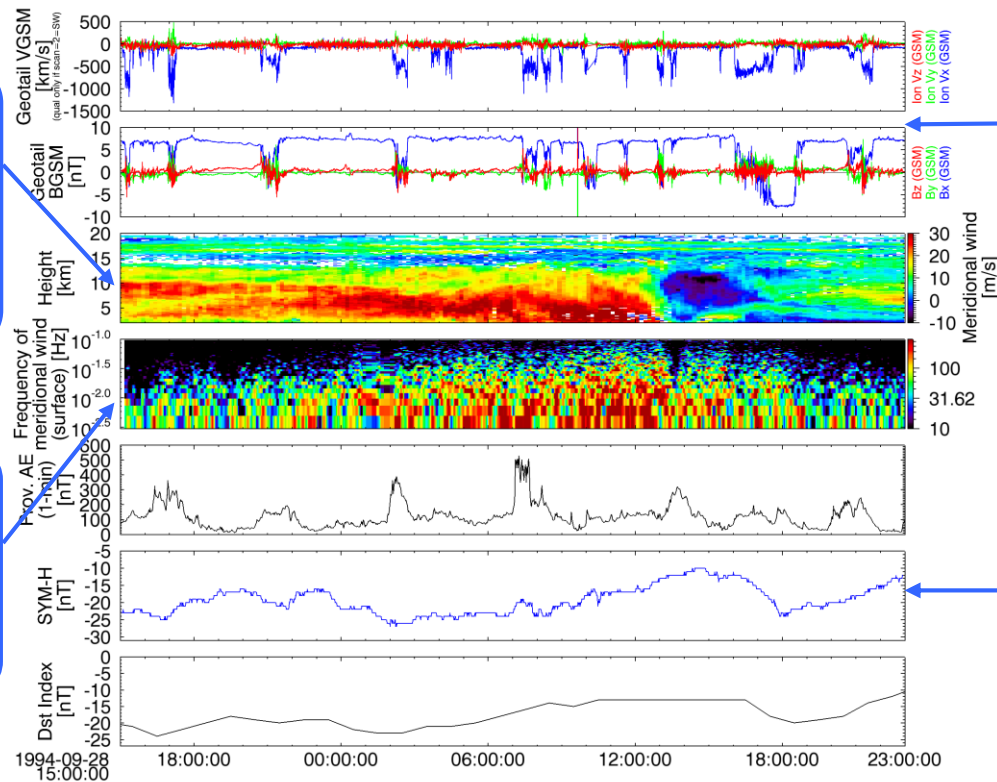 Geotail VGSM
[km/s]
(qual only if scan=2=SW)
500
0
-500
-1000
-1500
Ion Vz (GSM)
Ion Vy (GSM)
Ion Vx (GSM)
Geotail
BGSM
[nT]
10
5
0
-5
-10
Bz (GSM)
By (GSM)
Bx (GSM)
Height
[km]
20
15
10
5
30
20
10
0
-10
Meridional wind
[m/s]
Frequency of
meridional wind
(surface) [Hz]
10-1.0
10-1.5
10-2.0
10-2.5
100
31.62
10
Prov. AE
(1-min)
[nT]
600
500
400
300
200
100
0
SYM-H
[nT]
-5
-10
-15
-20
-25
-30
Dst Index
[nT]
0
-5
-10
-15
-20
-25
1994-09-28
15:00:00
18:00:00
00:00:00
06:00:00
12:00:00
18:00:00
23:00:00